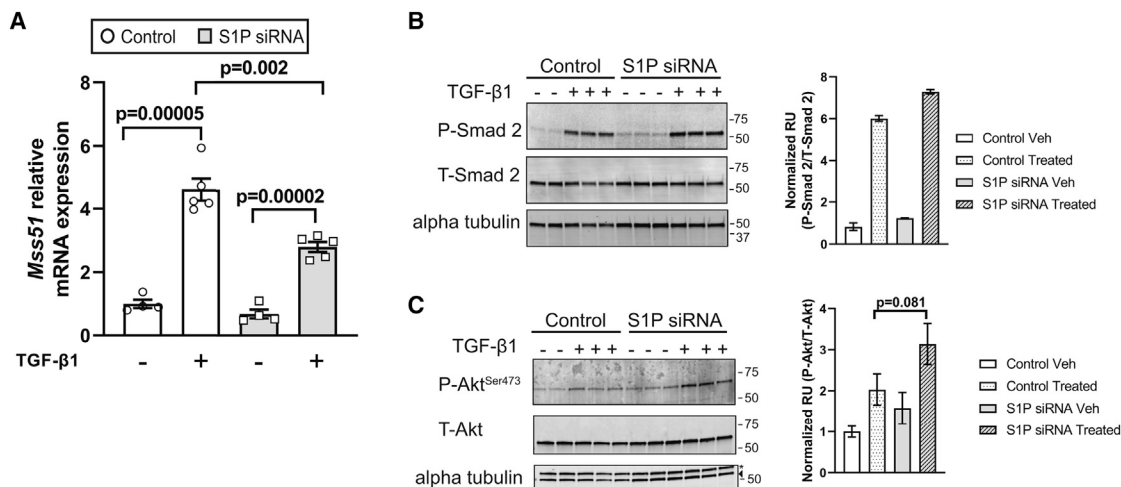 A
Control
S1P siRNA
Mss51 relative
mRNA expression
8
6
4
2
0
p=0.002
p=0.00005
p=0.00002
TGF-β1
- + - +
B
Control S1P siRNA
TGF-β1 - - + + + - - - + + +
P-Smad 2
-75
-50
T-Smad 2
-75
-50
alpha tubulin
-50
-37
Normalized RU
(P-Smad 2/T-Smad 2)
8
6
4
2
0
Control Veh
Control Treated
S1P siRNA Veh
S1P siRNA Treated
C
Control S1P siRNA
TGF-β1 - - + + + - - - + + +
P-AktSer473
-75
-50
T-Akt
-75
-50
alpha tubulin
*
-50
Normalized RU (P-Akt/T-Akt)
4
3
2
1
0
p=0.081
Control Veh
Control Treated
S1P siRNA Veh
S1P siRNA Treated